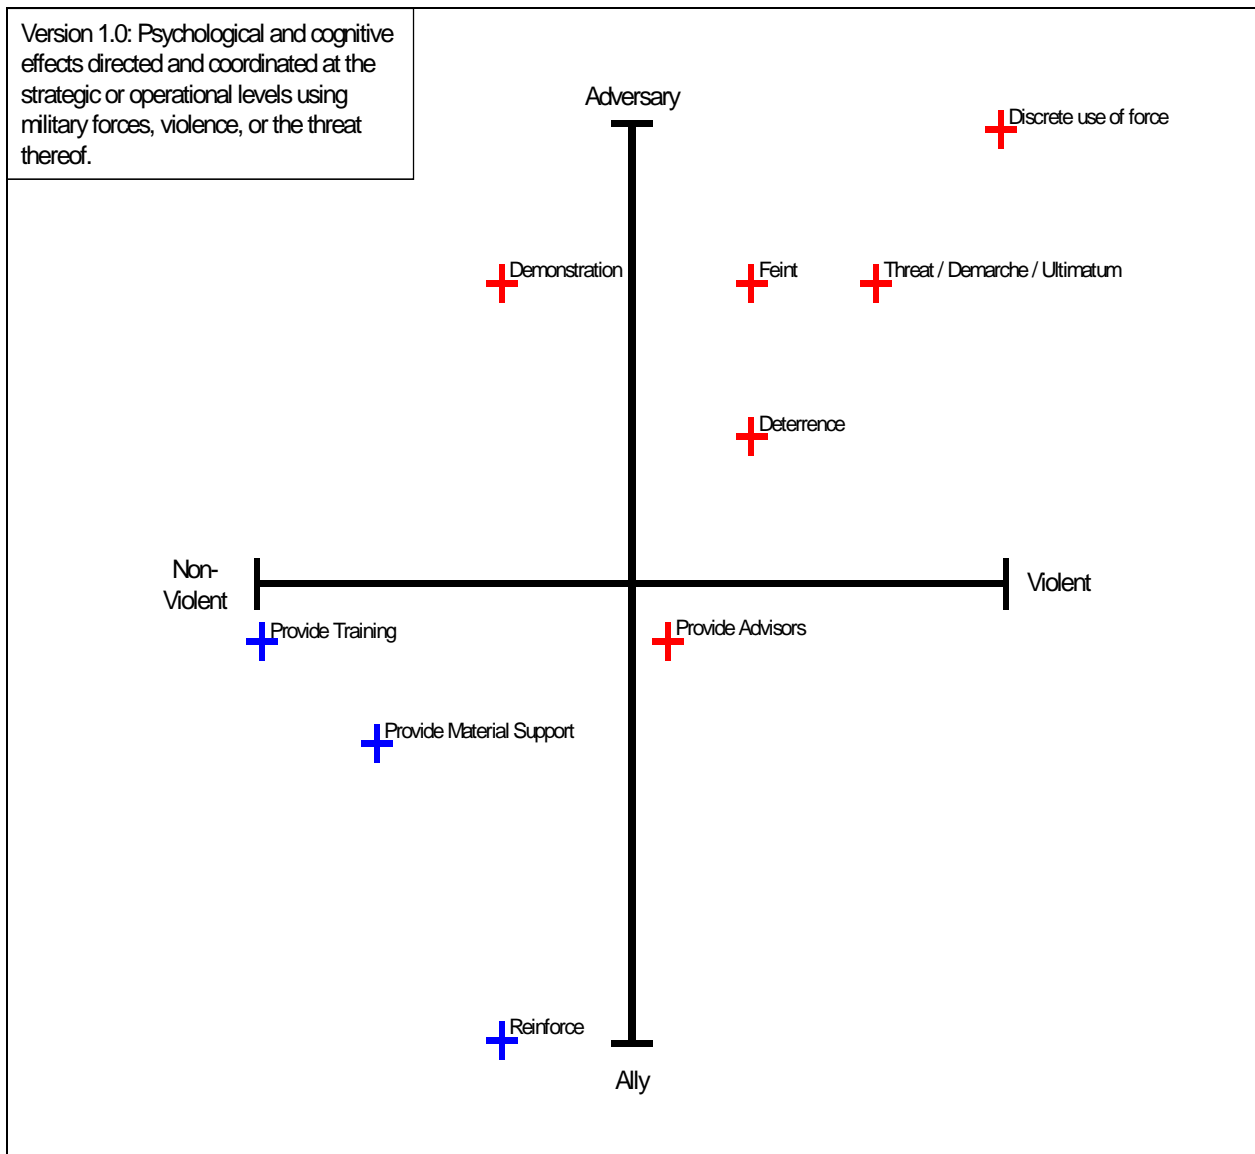 Version 1.0: Psychological and cognitive
effects directed and coordinated at the
strategic or operational levels using
military forces, violence, or the threat
thereof.
Adversary
Discrete use of force
Demonstration
Feint
Threat / Demarche / Ultimatum
Deterrence
Non-
Violent
Violent
Provide Training
Provide Advisors
Provide Material Support
Reinforce
Ally